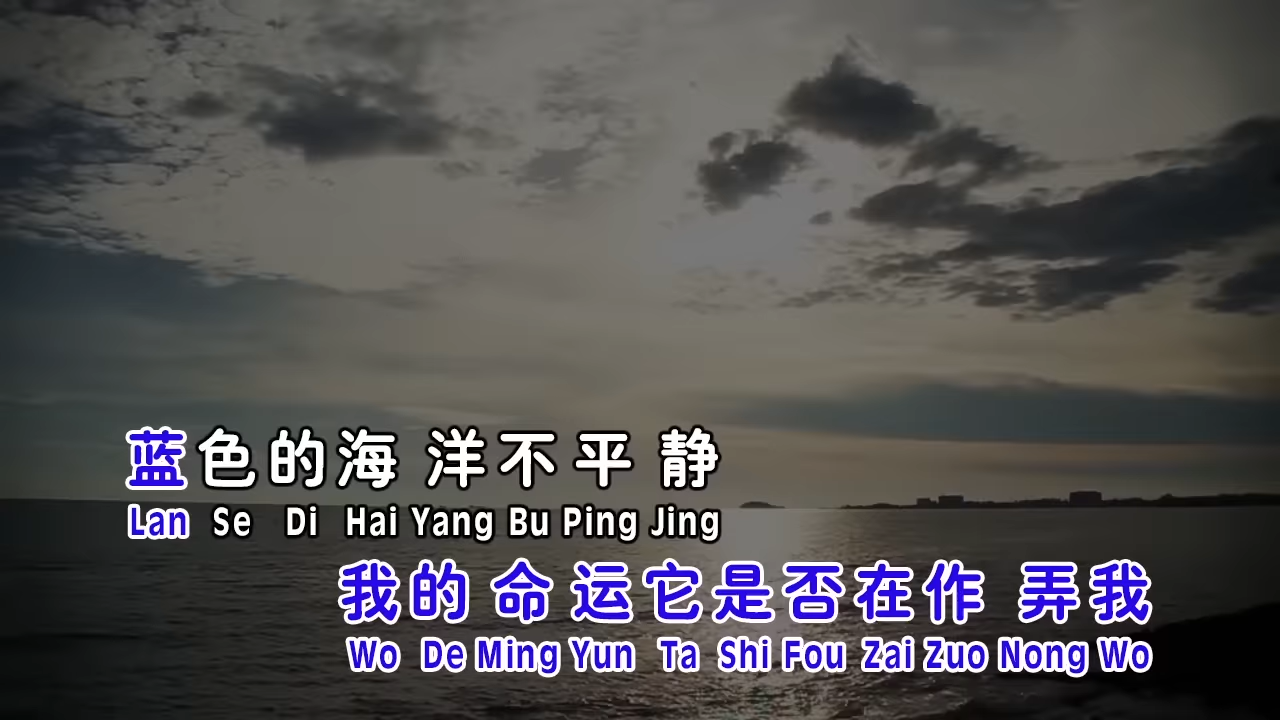 蓝色的海 洋不平 静
Lan Se Di Hai Yang Bu Ping Jing
我的 命 运它是否在作 弄我
Wo De Ming Yun Ta Shi Fou Zai Zuo Nong Wo